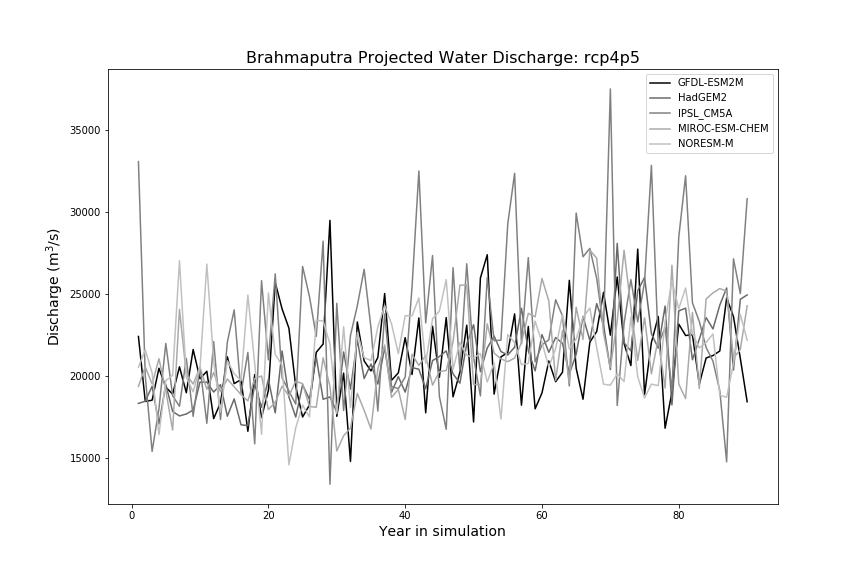 Brahmaputra Projected Water Discharge: rcp4p5
GFDL-ESM2M
HadGEM2
IPSL_CM5A
MIROC-ESM-CHEM
NORESM-M
35000
30000
25000
20000
15000
Discharge (m³/s)
0 20 40 60 80
Year in simulation